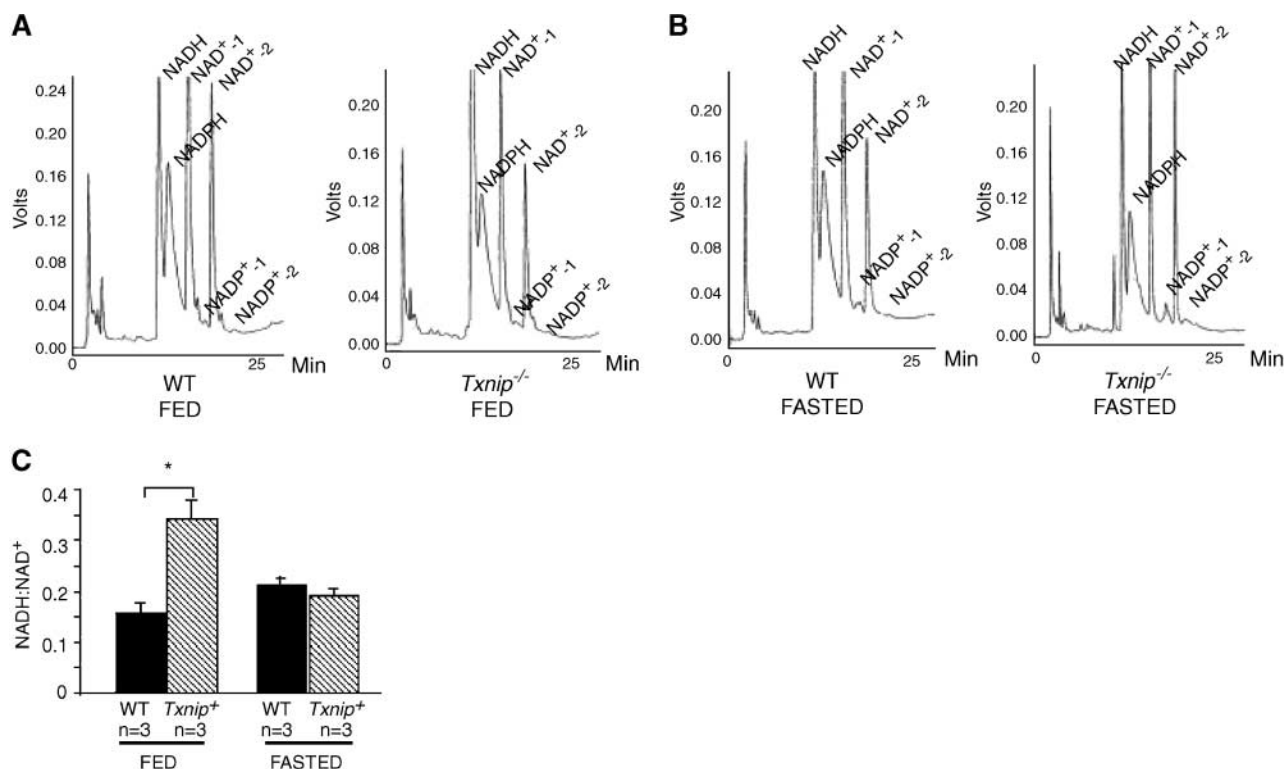 A
NADH
NAD+-1
NAD+-2
NADPH
NADP+-1
NADP+-2
Volts
0.24
0.20
0.16
0.12
0.08
0.04
0.00
0
25
Min
WT
FED
NADH
NAD+-1
NADPH
NAD+-2
NADP+-1
NADP+-2
Volts
0.20
0.16
0.12
0.08
0.04
0.00
0
25
Min
Txnip-/-
FED
B
NADH
NAD+-1
NADPH
NAD+-2
NADP+-1
NADP+-2
Volts
0.20
0.16
0.12
0.08
0.04
0.00
0
25
Min
WT
FASTED
NADH
NAD+-1
NAD+-2
NADPH
NADP+-1
NADP+-2
Volts
0.20
0.16
0.12
0.08
0.04
0.00
0
25
Min
Txnip-/-
FASTED
C
*
NADH:NAD+
0.4
0.3
0.2
0.1
0
WT Txnip+ WT Txnip+
n=3 n=3 n=3 n=3
FED FASTED